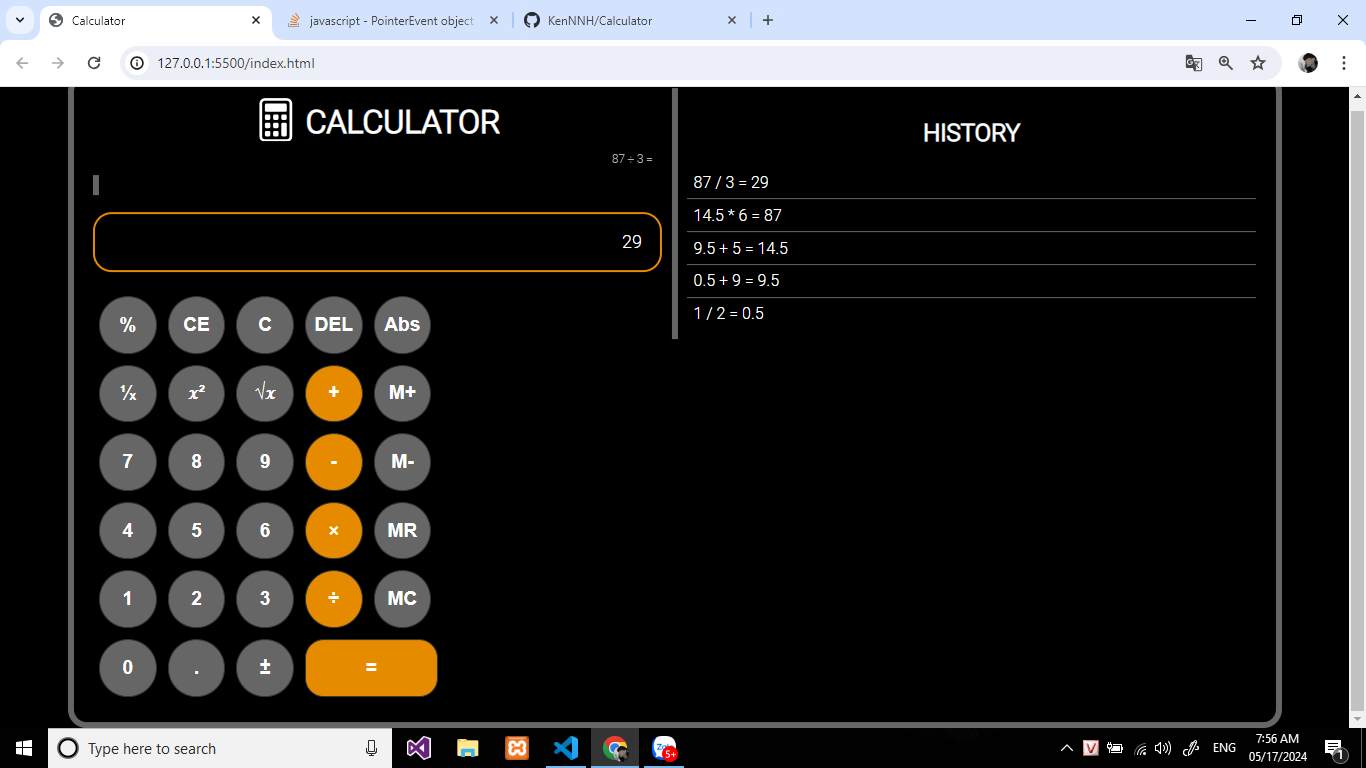 Calculator
javascript - PointerEvent object
KenNNH/Calculator
127.0.0.1:5500/index.html
CALCULATOR
87 ÷ 3 =
29
% CE C DEL Abs
⅟ₓ x² √x + M+
7 8 9 - M-
4 5 6 × MR
1 2 3 ÷ MC
0 . ± =
HISTORY
87 / 3 = 29
14.5 * 6 = 87
9.5 + 5 = 14.5
0.5 + 9 = 9.5
1 / 2 = 0.5
Type here to search
5+
V
ENG
7:56 AM
05/17/2024
1